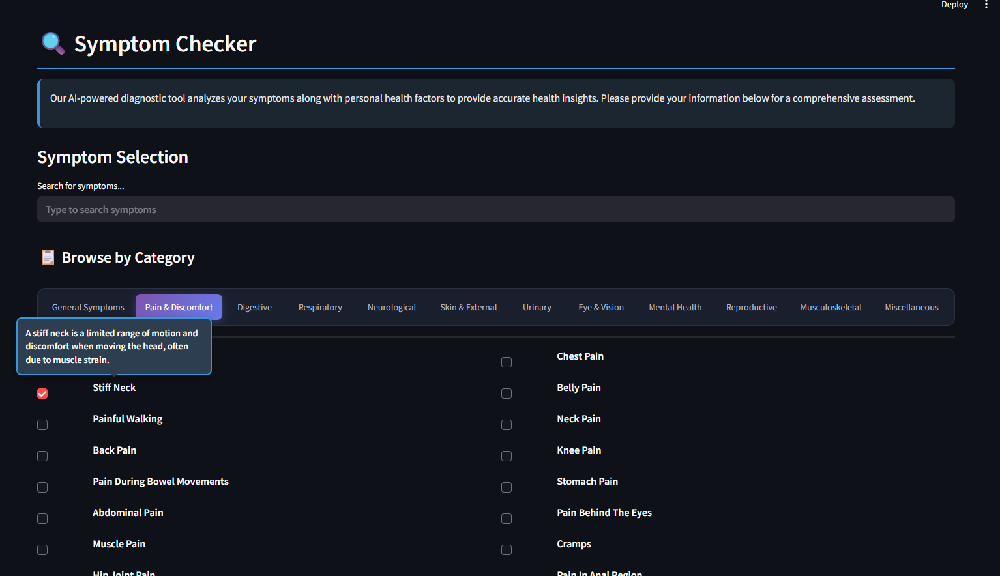 Deploy
Symptom Checker
Our AI-powered diagnostic tool analyzes your symptoms along with personal health factors to provide accurate health insights. Please provide your information below for a comprehensive assessment.
Symptom Selection
Search for symptoms...
Type to search symptoms
Browse by Category
General Symptoms
Pain & Discomfort
Digestive
Respiratory
Neurological
Skin & External
Urinary
Eye & Vision
Mental Health
Reproductive
Musculoskeletal
Miscellaneous
A stiff neck is a limited range of motion and
discomfort when moving the head, often
due to muscle strain.
Chest Pain
Stiff Neck
Belly Pain
Painful Walking
Neck Pain
Back Pain
Knee Pain
Pain During Bowel Movements
Stomach Pain
Abdominal Pain
Pain Behind The Eyes
Muscle Pain
Cramps
Hip Joint Pain
Pain In Anal Region